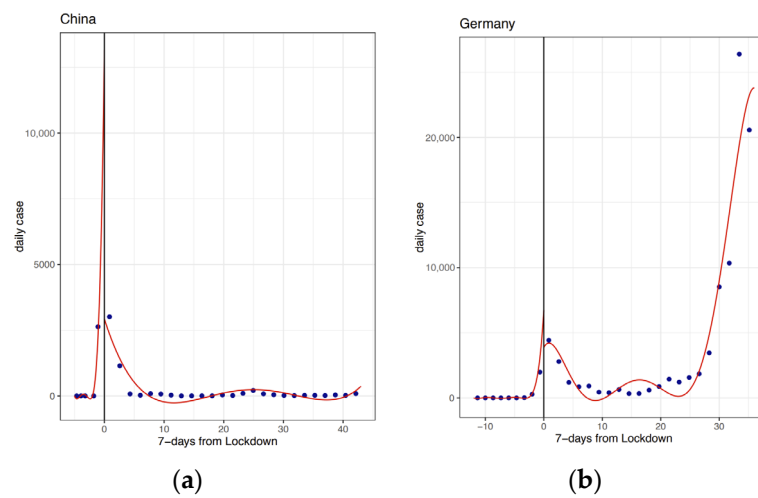 China
10,000
5000
0
daily case
0
10
20
30
40
7-days from Lockdown
(a)
Germany
20,000
10,000
0
daily case
-10
0
10
20
30
7-days from Lockdown
(b)